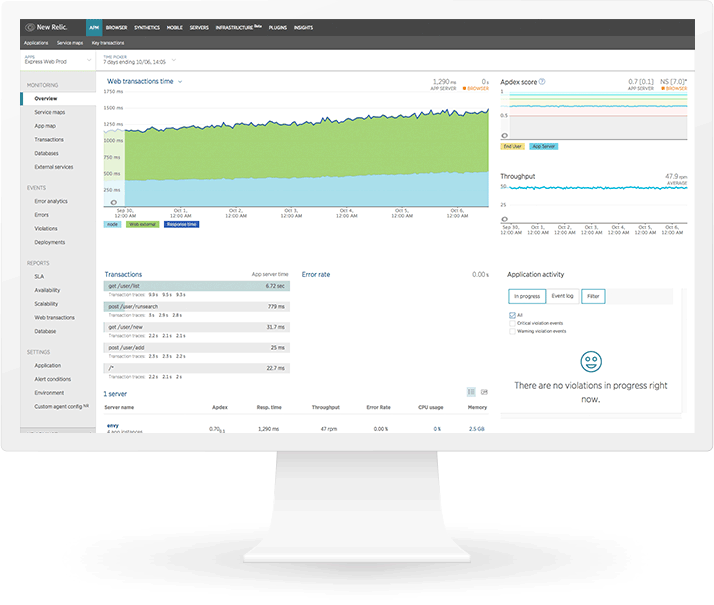 New Relic.
APM BROWSER SYNTHETICS MOBILE SERVERS INFRASTRUCTURE Beta PLUGINS INSIGHTS
Applications Service maps Key transactions
APPS
Express Web Prod
TIME PICKER
7 days ending 10/06, 14:05
MONITORING
Overview
Service maps
App map
Transactions
Databases
External services
EVENTS
Error analytics
Errors
Violations
Deployments
REPORTS
SLA
Availability
Scalability
Web transactions
Database
SETTINGS
Application
Alert conditions
Environment
Custom agent config NR
Web transactions time
1,290 ms 0 s
APP SERVER BROWSER
1750 ms
1500 ms
1250 ms
1000 ms
750 ms
500 ms
250 ms
Sep 30, Oct 1, Oct 2, Oct 3, Oct 4, Oct 5, Oct 6,
12:00 AM 12:00 AM 12:00 AM 12:00 AM 12:00 AM 12:00 AM 12:00 AM
node Web external Response time
Apdex score ?
0.7 [0.1] NS [7.0]*
APP SERVER BROWSER
1
0.5
End User App Server
Throughput
47.9 rpm
AVERAGE
50
25
Sep 30, Oct 1, Oct 2, Oct 3, Oct 4, Oct 5, Oct 6,
12:00 AM 12:00 AM 12:00 AM 12:00 AM 12:00 AM 12:00 AM 12:00 AM
Transactions App server time
get /user/list 6.72 sec
Transaction traces: 9.9 s 9.5 s 9.3 s
post /user/runsearch 779 ms
Transaction traces: 3 s 2.9 s 2.8 s
get /user/new 31.7 ms
Transaction traces: 2.2 s 2.1 s 2.1 s
post /user/add 25 ms
Transaction traces: 2.3 s 2.3 s 2.2 s
/* 22.7 ms
Transaction traces: 2.2 s 2.1 s 2 s
Error rate 0.00 %
Application activity
In progress Event log Filter
All
Critical violation events
Warning violation events
There are no violations in progress right
now.
1 server
Server name Apdex Resp. time Throughput Error Rate CPU usage Memory
envy 0.70 0.1 1,290 ms 47 rpm 0.00 % 0 % 2.5 GB
4 app instances